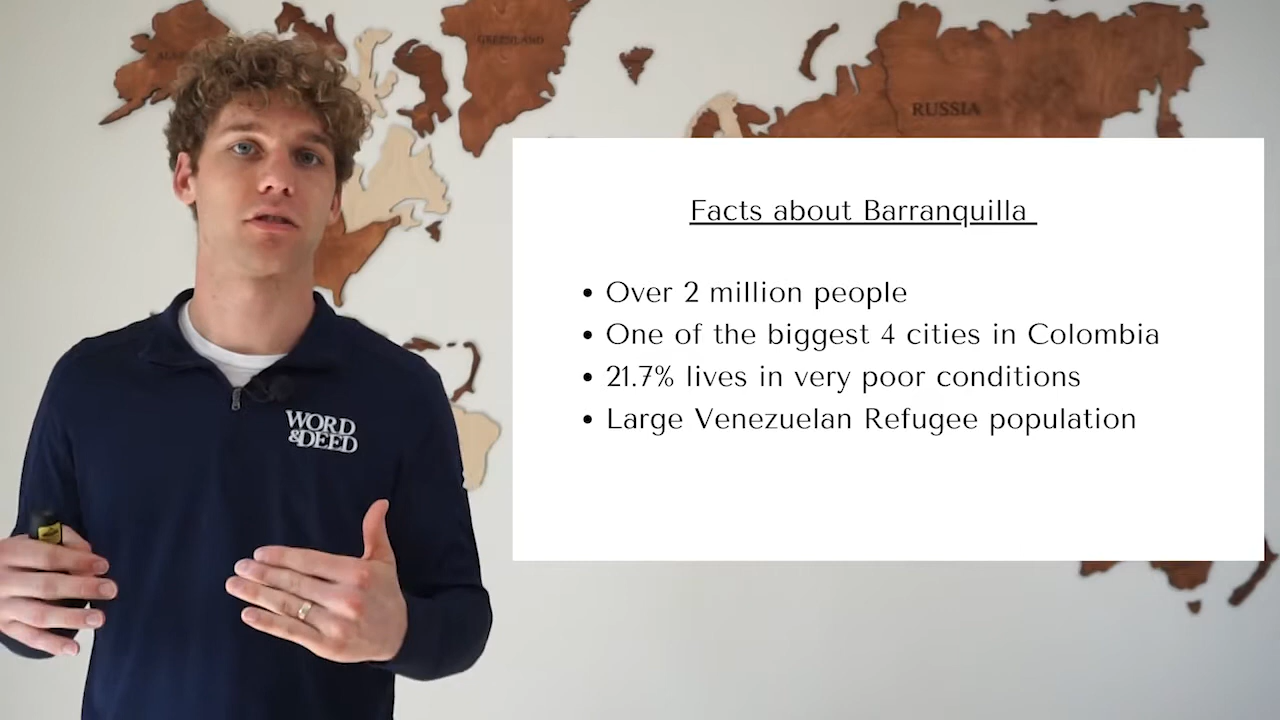 GREENLAND
RUSSIA
Facts about Barranquilla
• Over 2 million people
• One of the biggest 4 cities in Colombia
• 21.7% lives in very poor conditions
• Large Venezuelan Refugee population
WORD
&DEED